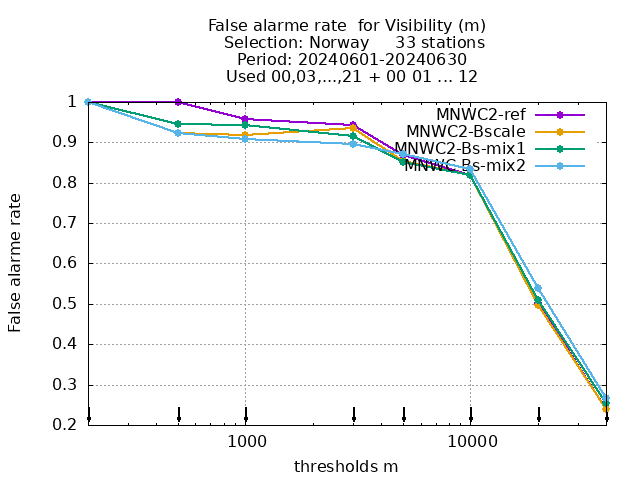 False alarme rate  for Visibility (m)
Selection: Norway     33 stations
Period: 20240601-20240630
Used 00,03,...,21 + 00 01 ... 12
1
0.9
0.8
0.7
0.6
0.5
0.4
0.3
0.2
False alarme rate
MNWC2-ref
MNWC2-Bscale
MNWC2-Bs-mix1
MNWC-Bs-mix2
1000
10000
thresholds m